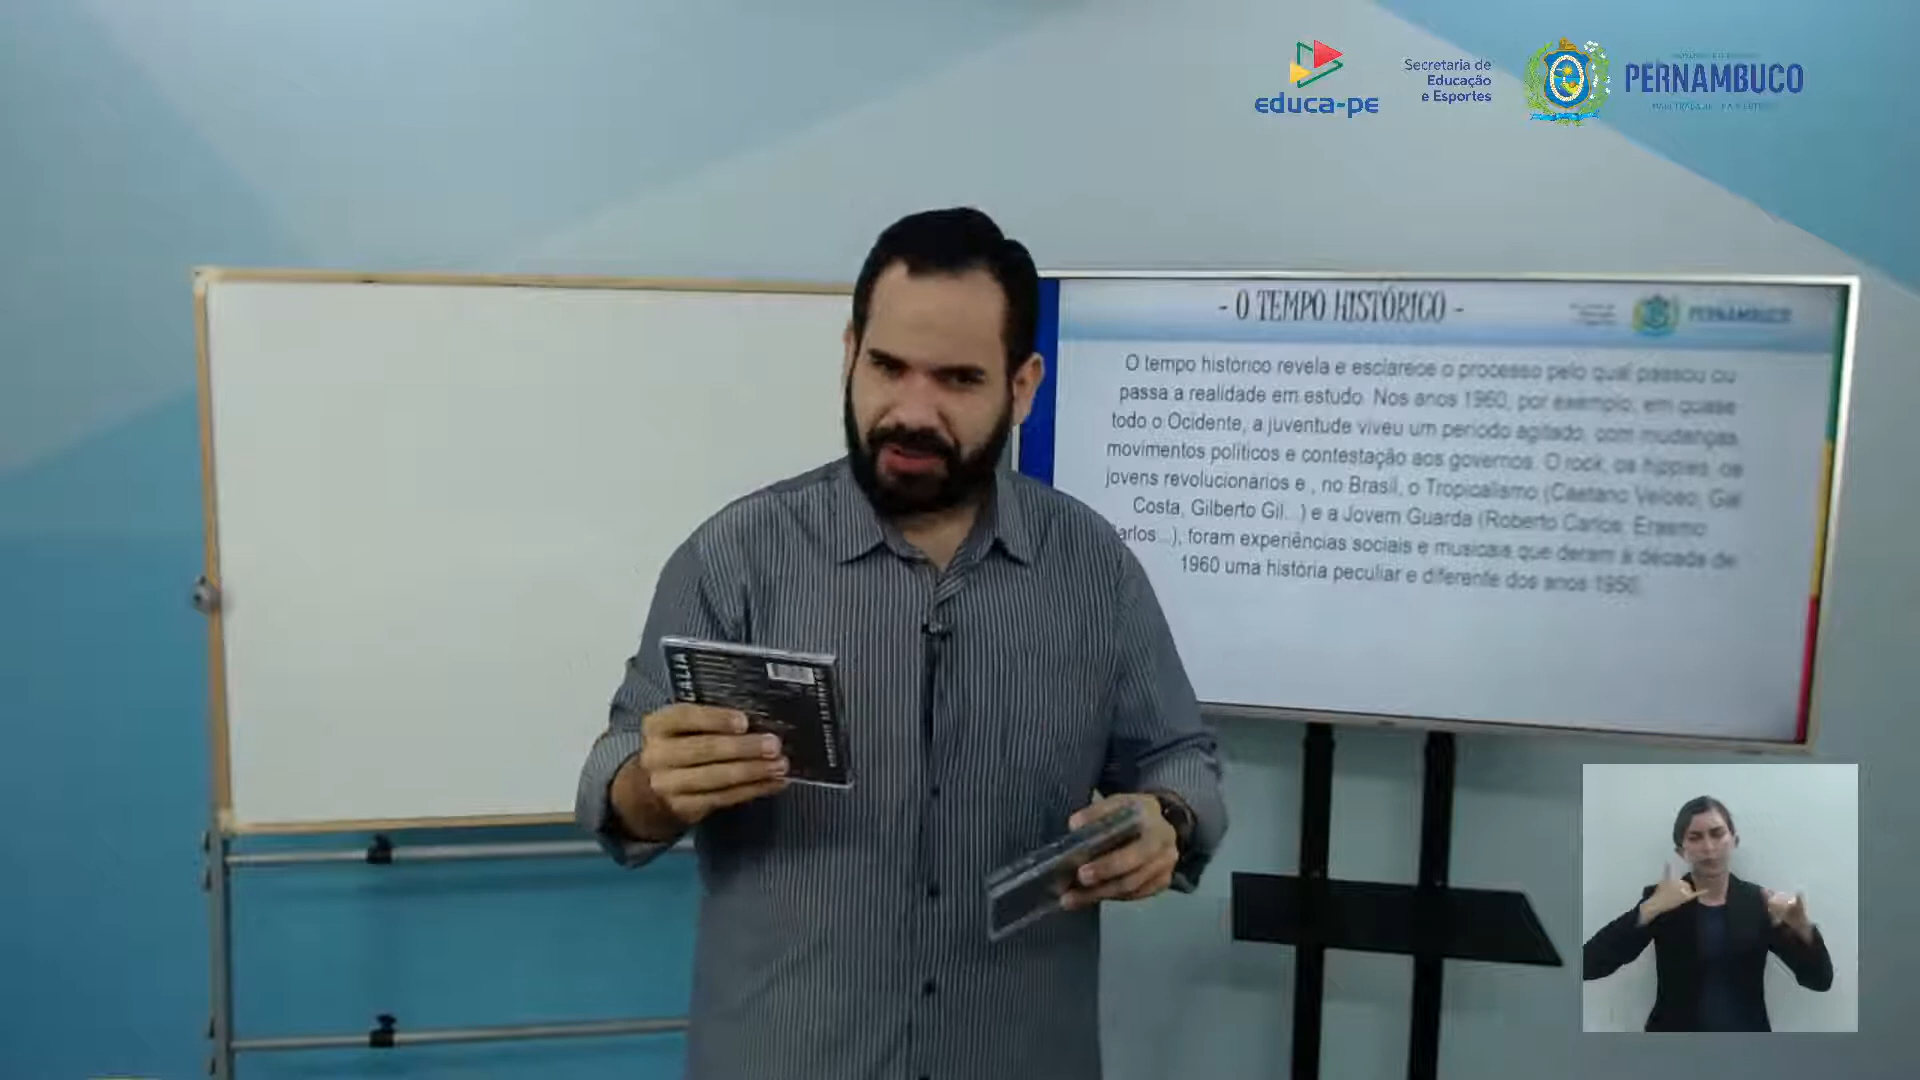 educa-pe
Secretaria de
Educação
e Esportes
PERNAMBUCO
- O TEMPO HISTÓRICO -
PERNAMBUCO
O tempo histórico revela e esclarece o processo pelo qual passou ou
passa a realidade em estudo. Nos anos 1960, por exemplo, em quase
todo o Ocidente, a juventude viveu um período agitado, com mudanças,
movimentos políticos e contestação aos governos. O rock, os hippies, os
jovens revolucionários e , no Brasil, o Tropicalismo (Caetano Veloso, Gal
Costa, Gilberto Gil...) e a Jovem Guarda (Roberto Carlos, Erasmo
arlos...), foram experiências sociais e musicais que deram à década de
1960 uma história peculiar e diferente dos anos 1950.
CALIA